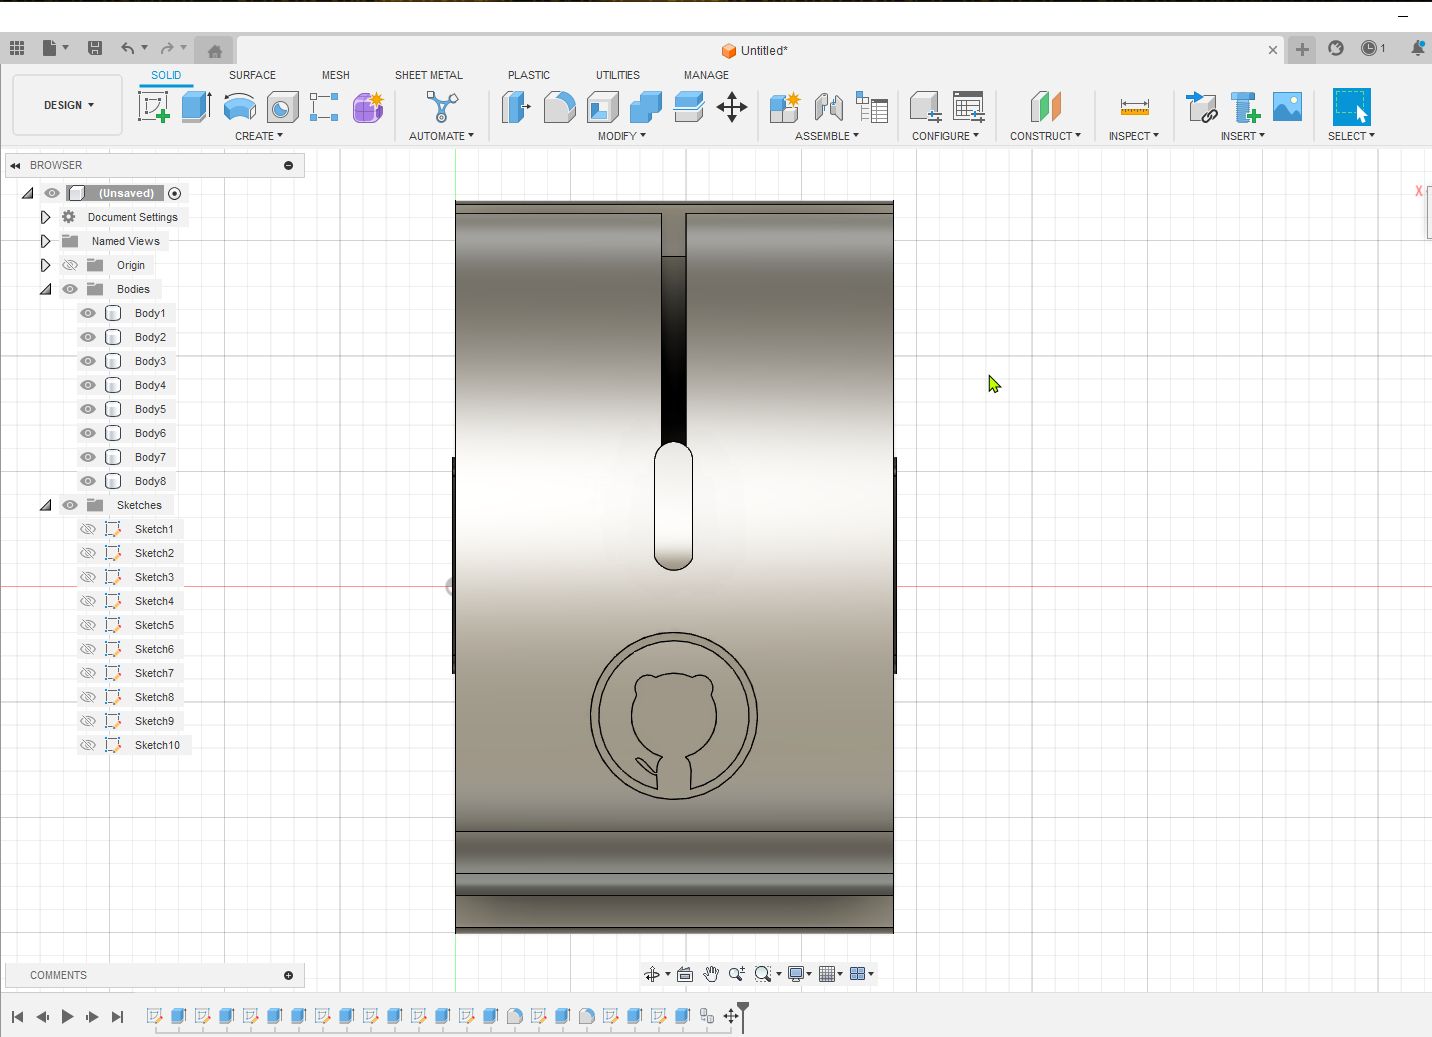 Untitled*
1
SOLID SURFACE MESH SHEET METAL PLASTIC UTILITIES MANAGE
DESIGN
CREATE AUTOMATE MODIFY ASSEMBLE CONFIGURE CONSTRUCT INSPECT INSERT SELECT
BROWSER
(Unsaved)
X
Document Settings
Named Views
Origin
Bodies
Body1
Body2
Body3
Body4
Body5
Body6
Body7
Body8
Sketches
Sketch1
Sketch2
Sketch3
Sketch4
Sketch5
Sketch6
Sketch7
Sketch8
Sketch9
Sketch10
COMMENTS